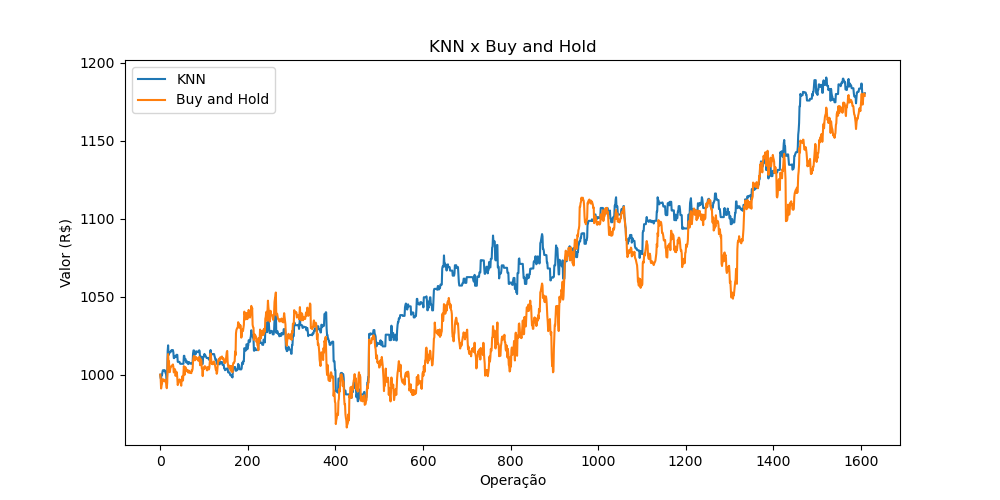 KNN x Buy and Hold
KNN
Buy and Hold
1200
1150
1100
1050
1000
Valor (R$)
0 200 400 600 800 1000 1200 1400 1600
Operação